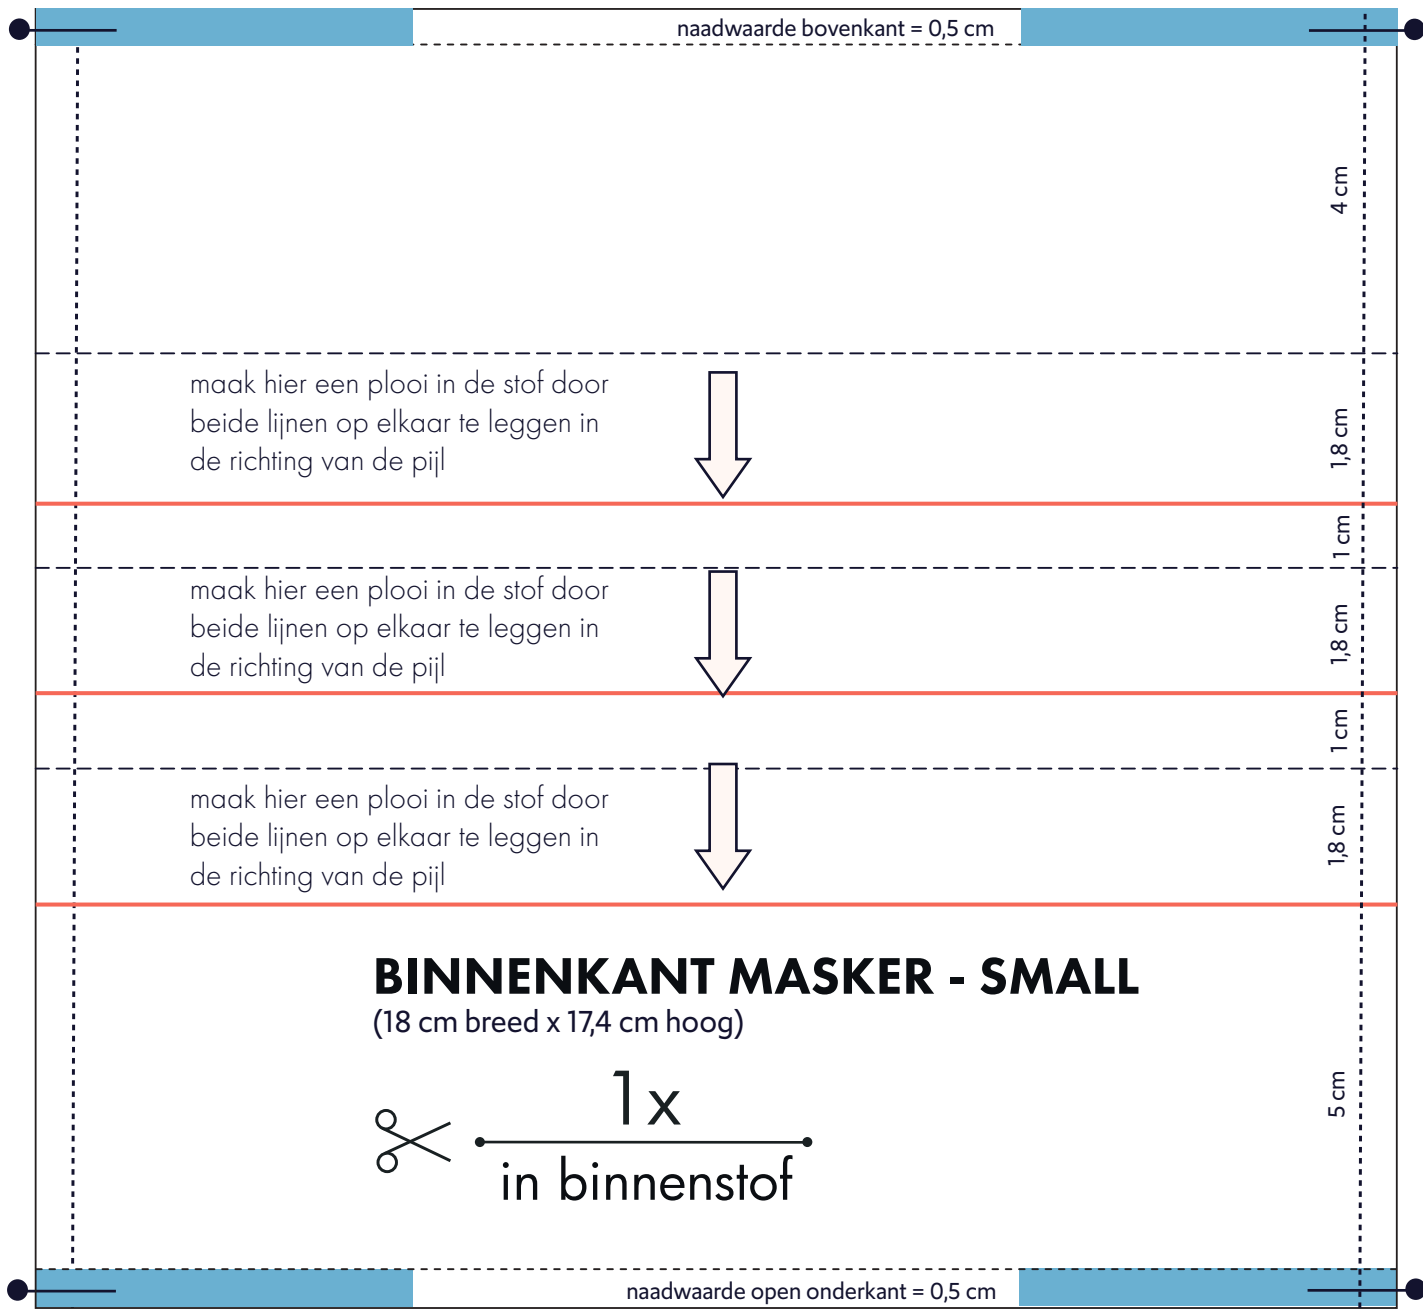 naadwaarde bovenkant = 0,5 cm
4 cm
maak hier een plooi in de stof door
beide lijnen op elkaar te leggen in
de richting van de pijl
1,8 cm
1 cm
maak hier een plooi in de stof door
beide lijnen op elkaar te leggen in
de richting van de pijl
1,8 cm
1 cm
maak hier een plooi in de stof door
beide lijnen op elkaar te leggen in
de richting van de pijl
1,8 cm
BINNENKANT MASKER - SMALL
(18 cm breed x 17,4 cm hoog)
1x
in binnenstof
5 cm
naadwaarde open onderkant = 0,5 cm